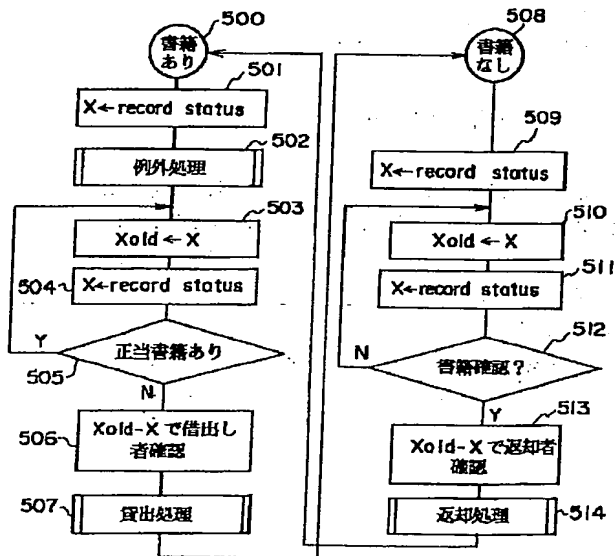 500
書籍
あり
501
X←record status
502
例外処理
503
Xold←X
504
X←record status
Y
正当書籍あり
505
N
506
Xold-Xで借出し
者確認
507
貸出処理
508
書籍
なし
509
X←record status
510
Xold←X
511
X←record status
512
N
書籍確認?
Y
513
Xold-Xで返却者
確認
返却処理
514